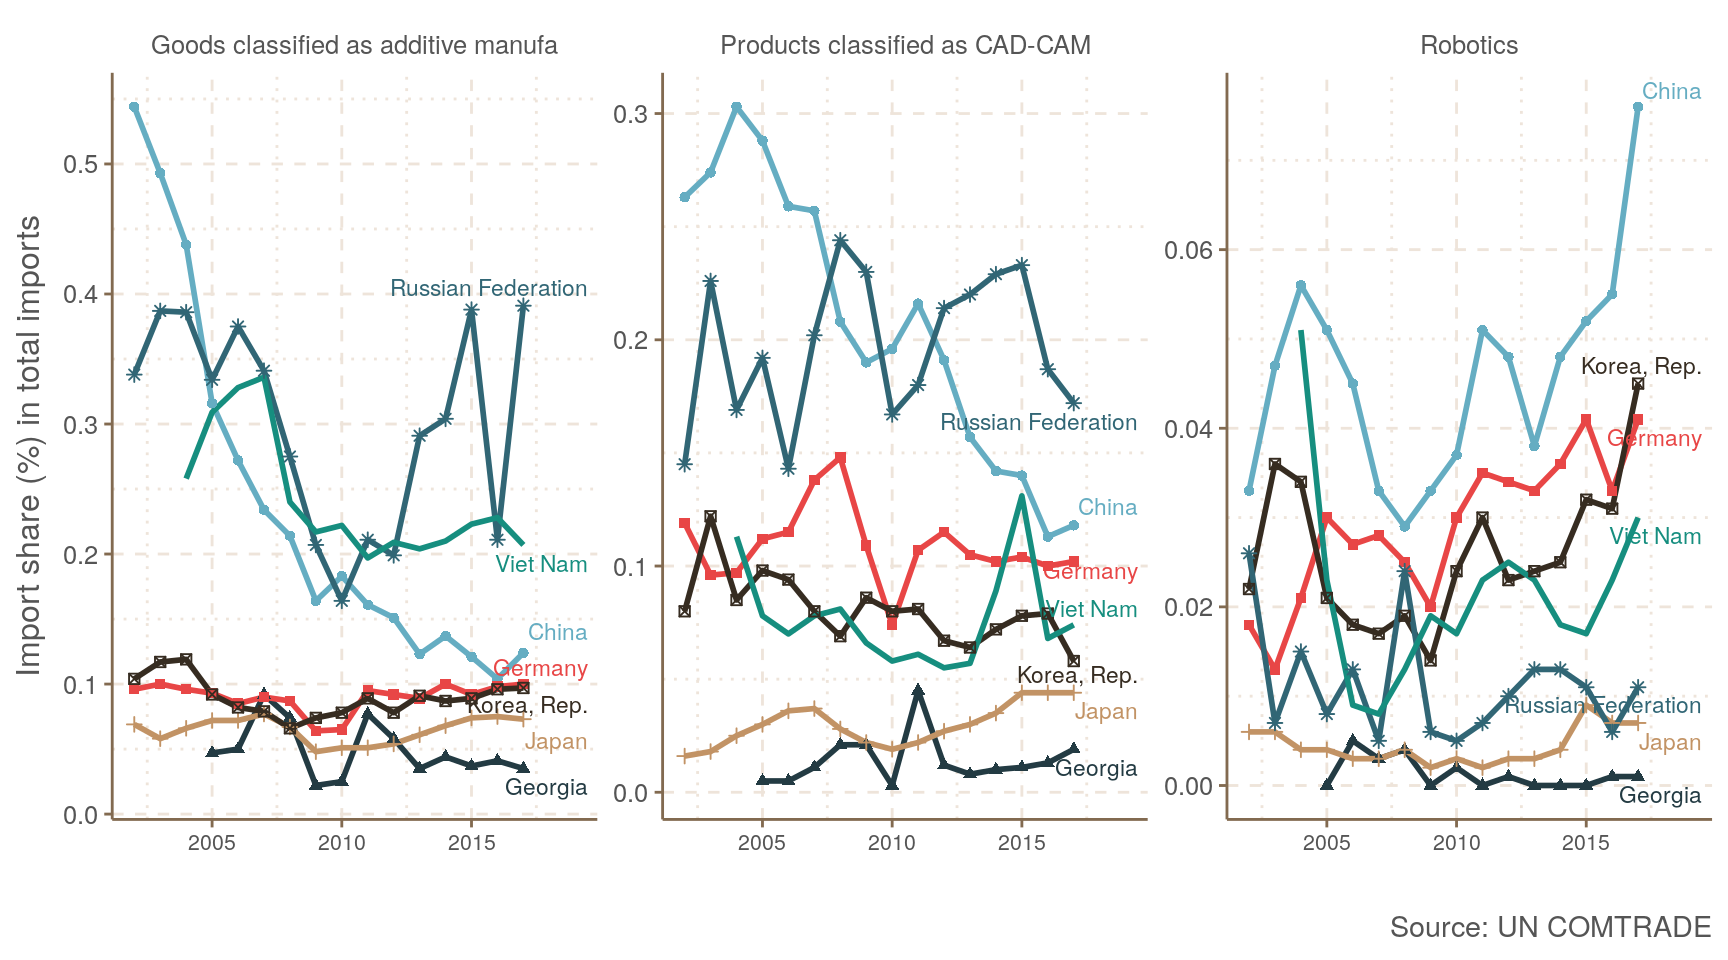 Goods classified as additive manufa
Products classified as CAD-CAM
Robotics
Import share (%) in total imports
0.5
0.4
0.3
0.2
0.1
0.0
Russian Federation
Viet Nam
China
Germany
Korea, Rep.
Japan
Georgia
2005
2010
2015
0.3
0.2
0.1
0.0
Russian Federation
China
Germany
Viet Nam
Korea, Rep.
Japan
Georgia
2005
2010
2015
0.06
0.04
0.02
0.00
China
Korea, Rep.
Germany
Viet Nam
Russian Federation
Japan
Georgia
2005
2010
2015
Source: UN COMTRADE